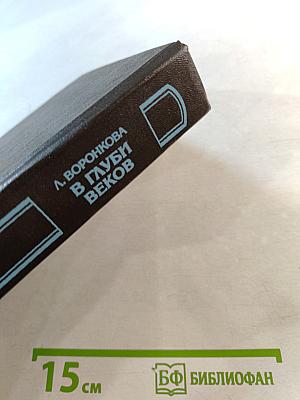 Л. ВОРОНКОВА
В ГЛУБИ
ВЕКОВ
15 см
БФ БИБЛИОФАН